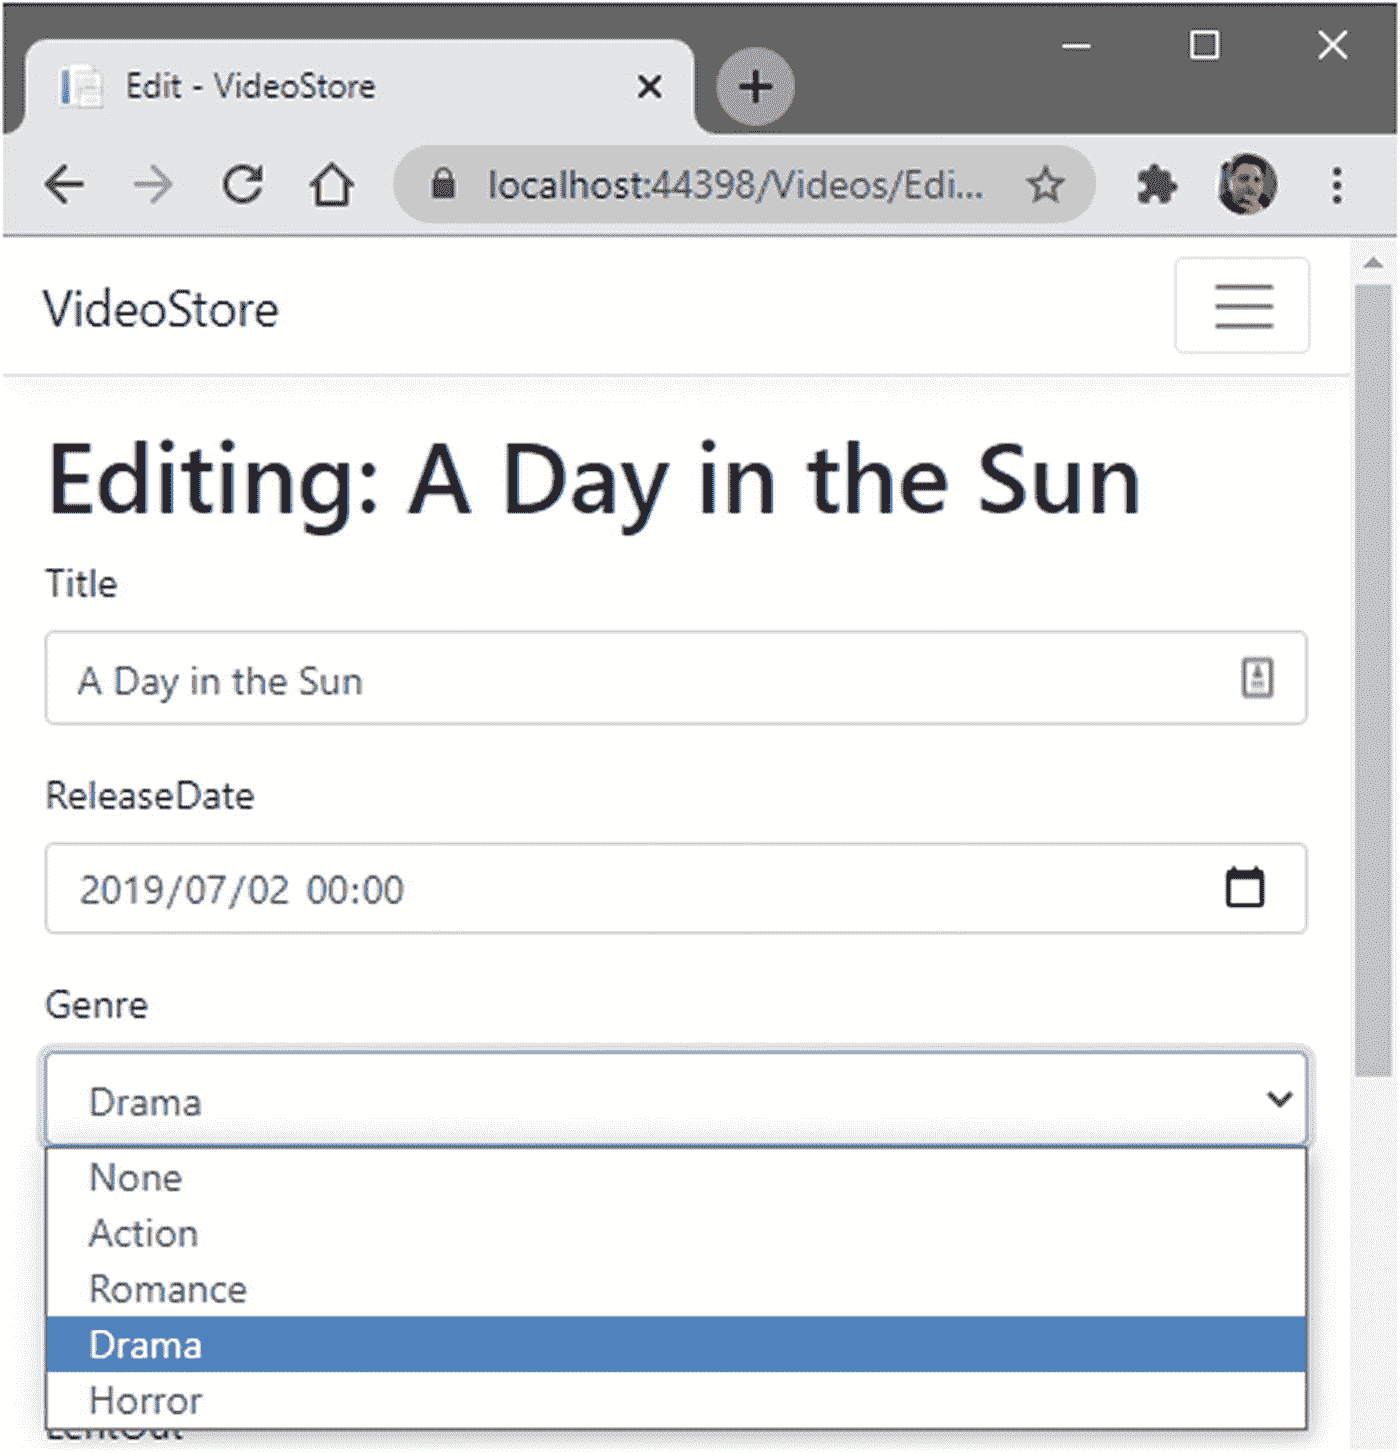 Edit - VideoStore
localhost:44398/Videos/Edi...
VideoStore
Editing: A Day in the Sun
Title
A Day in the Sun
ReleaseDate
2019/07/02 00:00
Genre
Drama
None
Action
Romance
Drama
Horror
LentOut